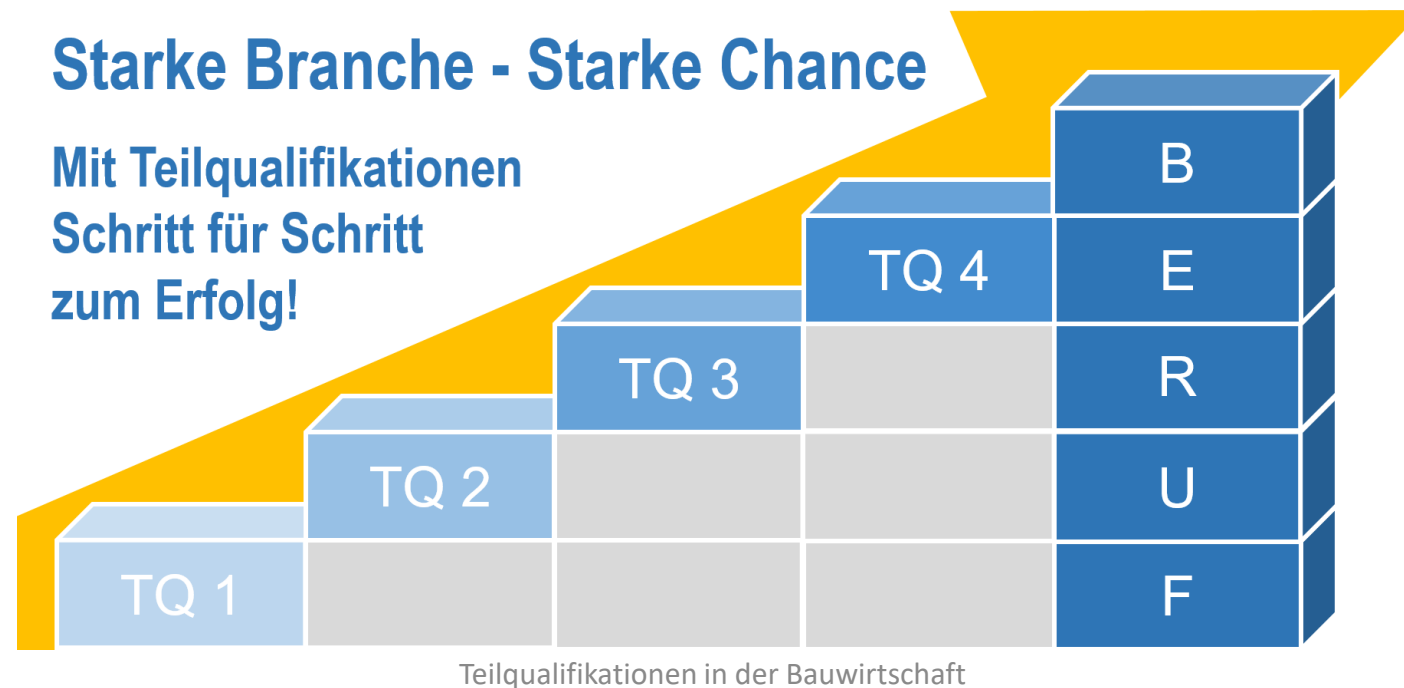 Starke Branche - Starke Chance
Mit Teilqualifikationen
Schritt für Schritt
zum Erfolg!
TQ 1
TQ 2
TQ 3
TQ 4
B
E
R
U
F
Teilqualifikationen in der Bauwirtschaft